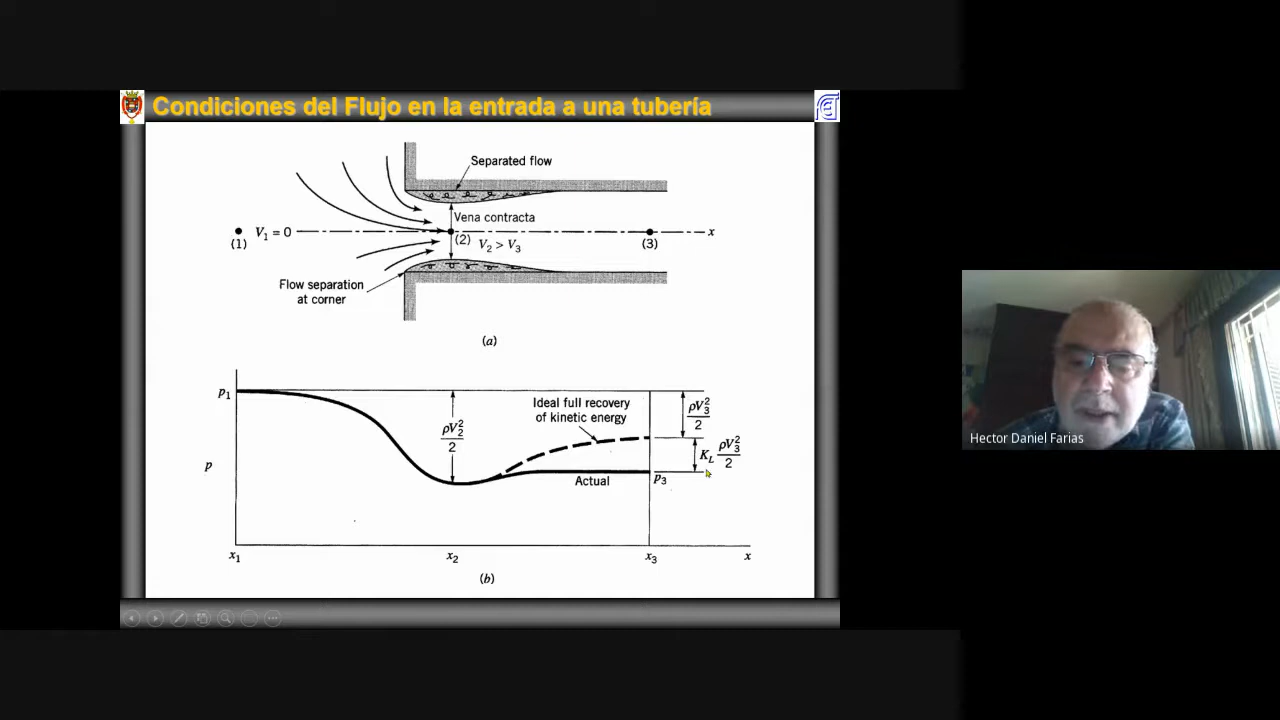 Condiciones del Flujo en la entrada a una tubería
Separated flow
Vena contracta
V₁ = 0
x
(1)
(2)
V₂ > V₃
(3)
Flow separation
at corner
(a)
p₁
Ideal full recovery
of kinetic energy
ρV₂²/2
ρV₃²/2
K_L ρV₃²/2
p
Actual
p₃
x₁
x₂
x₃
x
(b)
Hector Daniel Farias